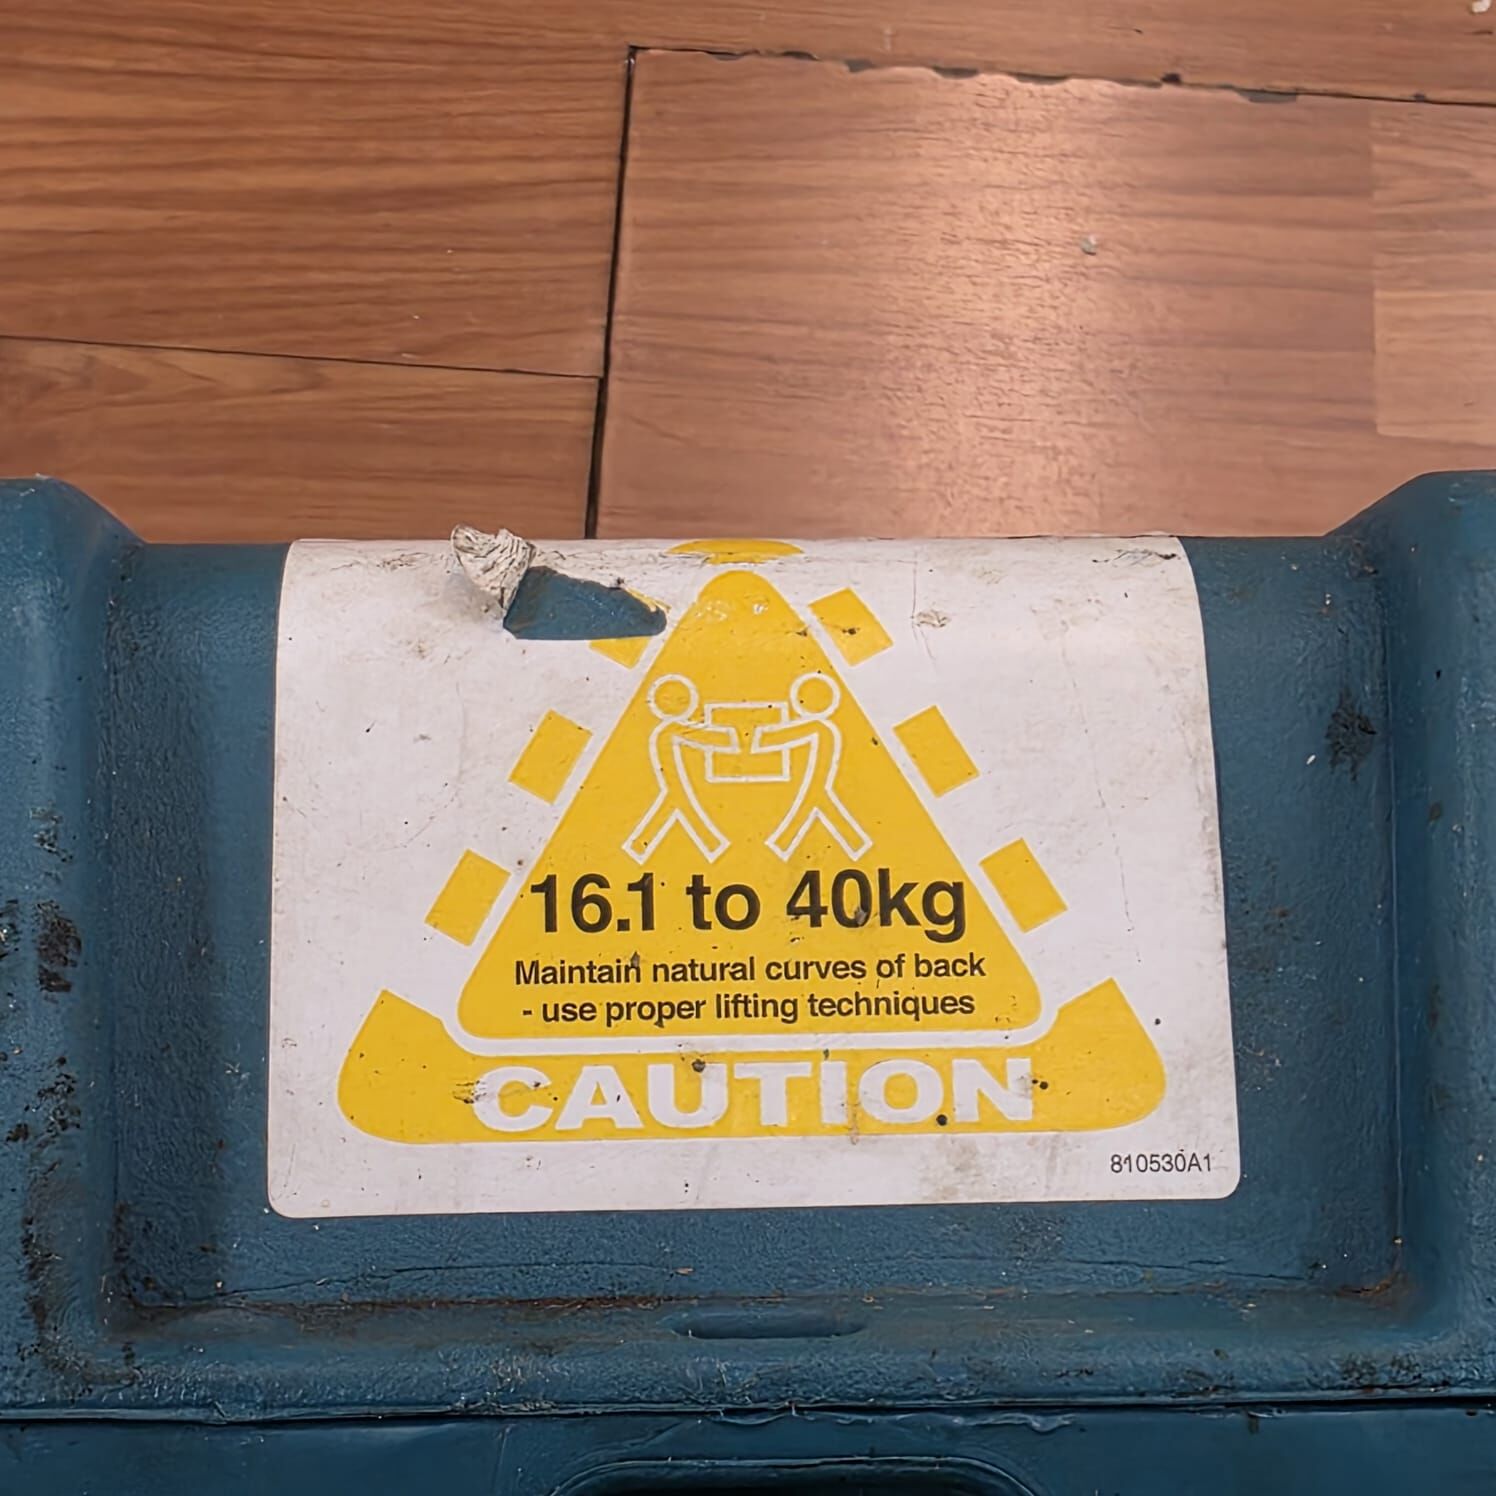 16.1 to 40kg
Maintain natural curves of back
- use proper lifting techniques
CAUTION
810530A1